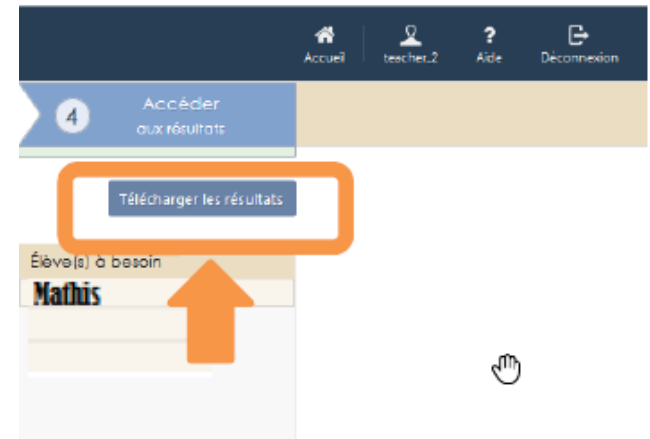 Accueil
teacher_2
?
Aide
Déconnexion
4
Accéder
aux résultats
Télécharger les résultats
Élève(s) à besoin
Mathis